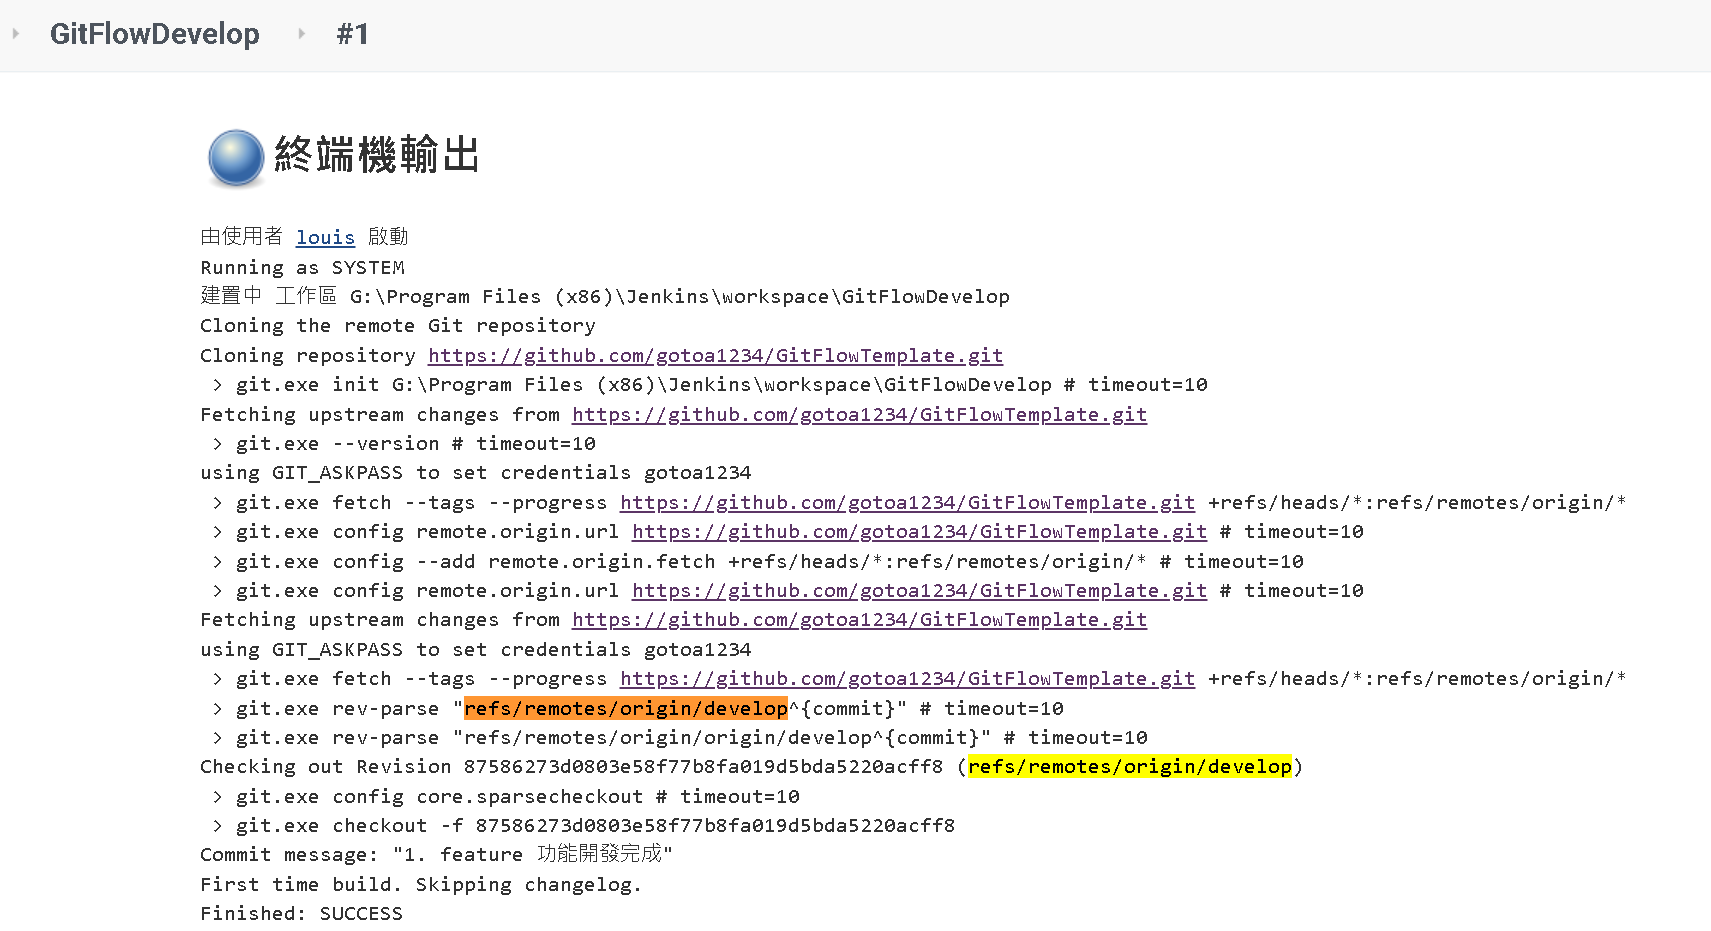 GitFlowDevelop #1
終端機輸出
由使用者 louis 啟動
Running as SYSTEM
建置中 工作區 G:\Program Files (x86)\Jenkins\workspace\GitFlowDevelop
Cloning the remote Git repository
Cloning repository https://github.com/gotoa1234/GitFlowTemplate.git
 > git.exe init G:\Program Files (x86)\Jenkins\workspace\GitFlowDevelop # timeout=10
Fetching upstream changes from https://github.com/gotoa1234/GitFlowTemplate.git
 > git.exe --version # timeout=10
using GIT_ASKPASS to set credentials gotoa1234
 > git.exe fetch --tags --progress https://github.com/gotoa1234/GitFlowTemplate.git +refs/heads/*:refs/remotes/origin/*
 > git.exe config remote.origin.url https://github.com/gotoa1234/GitFlowTemplate.git # timeout=10
 > git.exe config --add remote.origin.fetch +refs/heads/*:refs/remotes/origin/* # timeout=10
 > git.exe config remote.origin.url https://github.com/gotoa1234/GitFlowTemplate.git # timeout=10
Fetching upstream changes from https://github.com/gotoa1234/GitFlowTemplate.git
using GIT_ASKPASS to set credentials gotoa1234
 > git.exe fetch --tags --progress https://github.com/gotoa1234/GitFlowTemplate.git +refs/heads/*:refs/remotes/origin/*
 > git.exe rev-parse "refs/remotes/origin/develop^{commit}" # timeout=10
 > git.exe rev-parse "refs/remotes/origin/origin/develop^{commit}" # timeout=10
Checking out Revision 87586273d0803e58f77b8fa019d5bda5220acff8 (refs/remotes/origin/develop)
 > git.exe config core.sparsecheckout # timeout=10
 > git.exe checkout -f 87586273d0803e58f77b8fa019d5bda5220acff8
Commit message: "1. feature 功能開發完成"
First time build. Skipping changelog.
Finished: SUCCESS